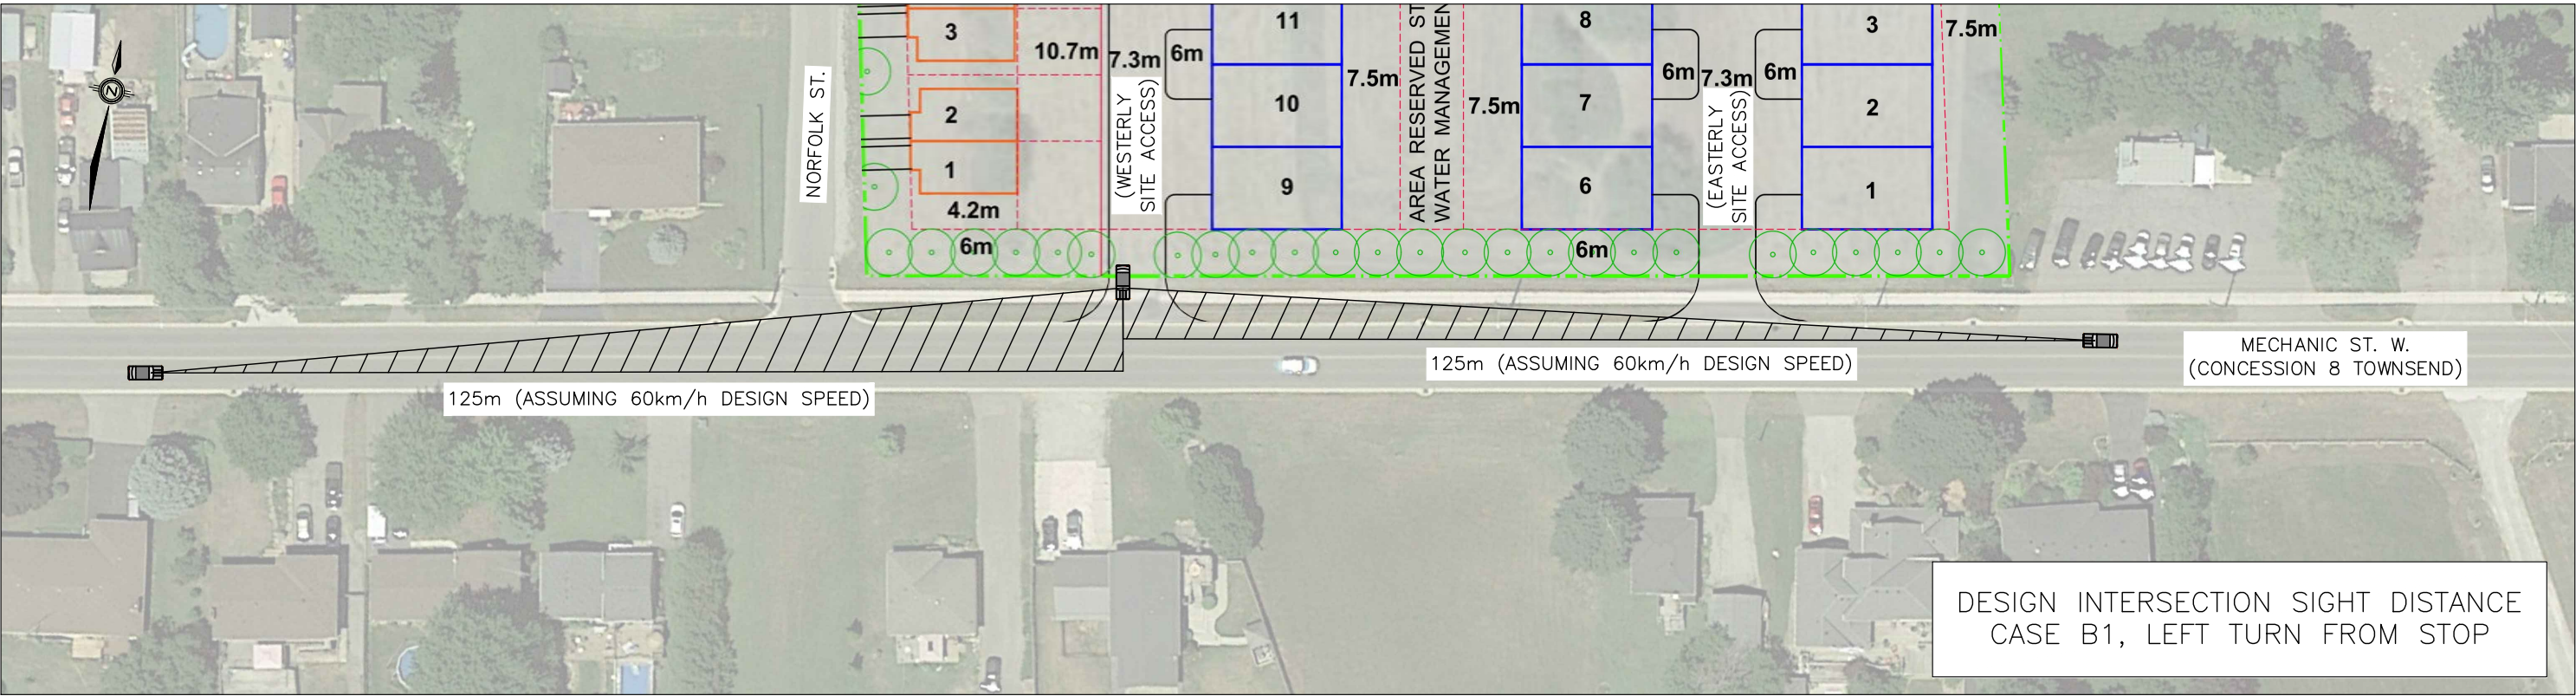 N
3
2
1
10.7m
4.2m
6m
NORFOLK ST.
7.3m
(WESTERLY
SITE ACCESS)
6m
11
10
9
7.5m
AREA RESERVED ST
WATER MANAGEMEN
7.5m
8
7
6
6m
6m
7.3m
(EASTERLY
SITE ACCESS)
6m
3
2
1
7.5m
125m (ASSUMING 60km/h DESIGN SPEED)
125m (ASSUMING 60km/h DESIGN SPEED)
MECHANIC ST. W.
(CONCESSION 8 TOWNSEND)
DESIGN INTERSECTION SIGHT DISTANCE
CASE B1, LEFT TURN FROM STOP